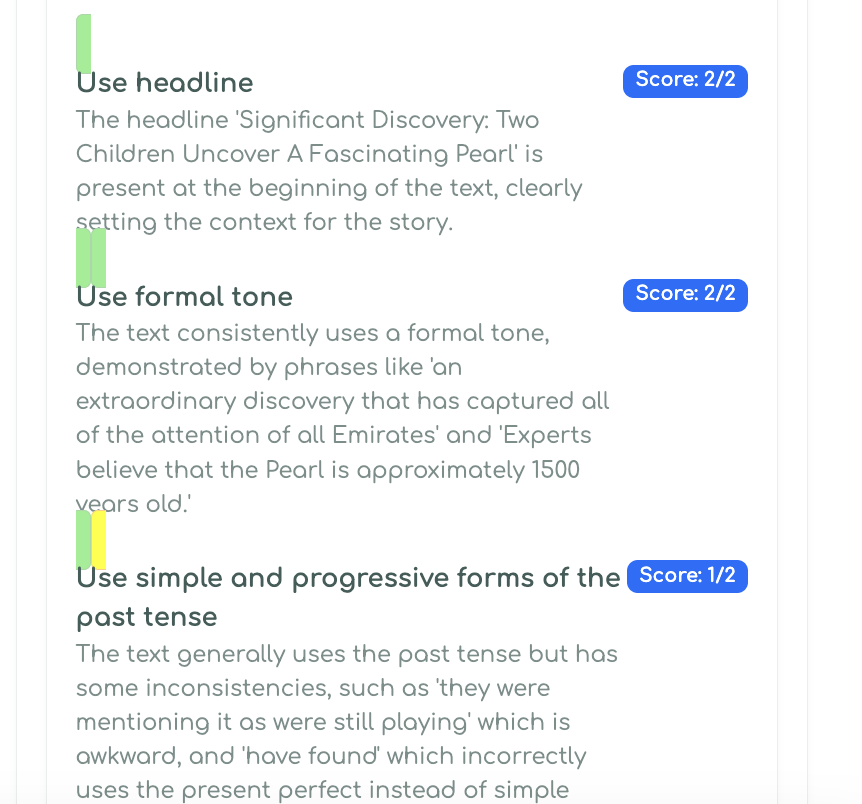 Use headline
Score: 2/2
The headline 'Significant Discovery: Two
Children Uncover A Fascinating Pearl' is
present at the beginning of the text, clearly
setting the context for the story.
Use formal tone
Score: 2/2
The text consistently uses a formal tone,
demonstrated by phrases like 'an
extraordinary discovery that has captured all
of the attention of all Emirates' and 'Experts
believe that the Pearl is approximately 1500
years old.'
Use simple and progressive forms of the
past tense
Score: 1/2
The text generally uses the past tense but has
some inconsistencies, such as 'they were
mentioning it as were still playing' which is
awkward, and 'have found' which incorrectly
uses the present perfect instead of simple